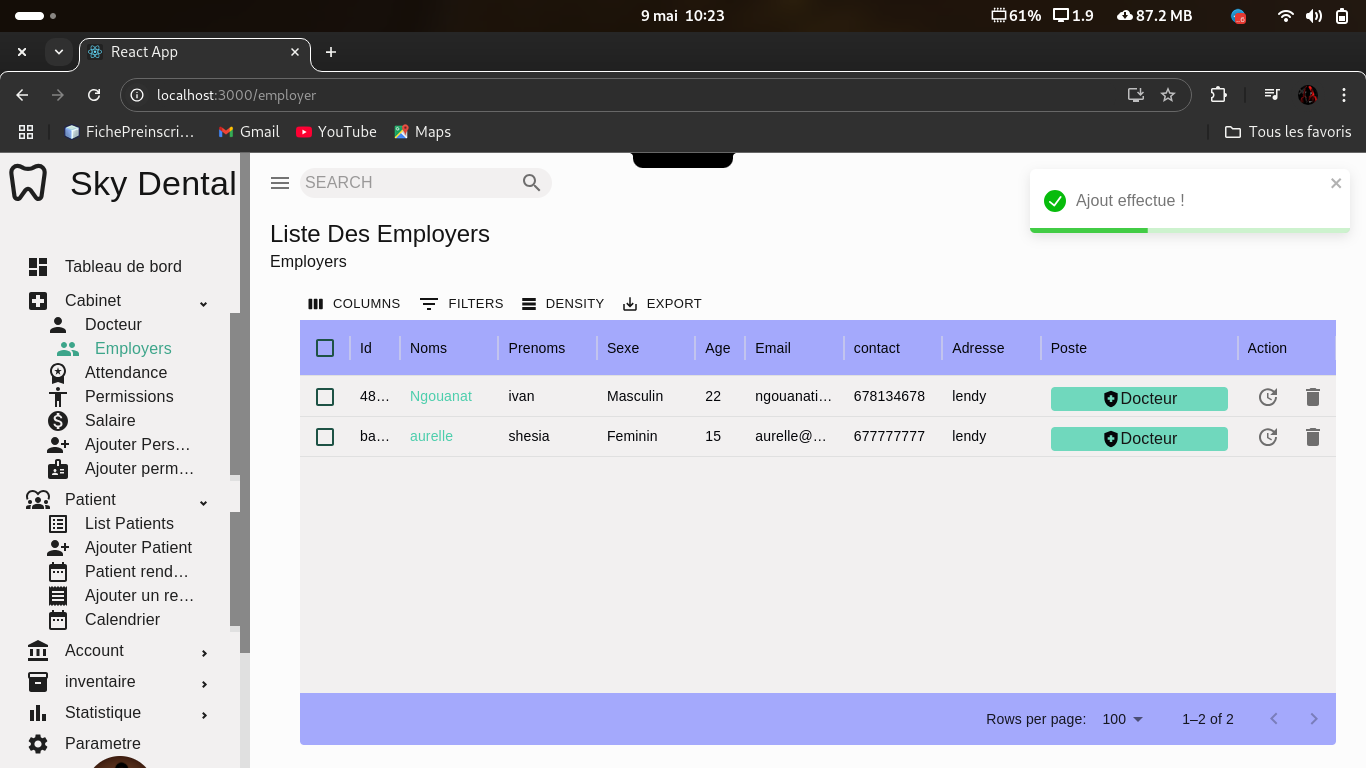 9 mai 10:23
61% 1.9 87.2 MB
React App
localhost:3000/employer
FichePreinscri…
Gmail
YouTube
Maps
Tous les favoris
Sky Dental
SEARCH
Ajout effectue !
Liste Des Employers
Employers
Tableau de bord
Cabinet
Docteur
Employers
Attendance
Permissions
Salaire
Ajouter Pers…
Ajouter perm…
Patient
List Patients
Ajouter Patient
Patient rend…
Ajouter un re…
Calendrier
Account
inventaire
Statistique
Parametre
COLUMNS FILTERS DENSITY EXPORT
Id Noms Prenoms Sexe Age Email contact Adresse Poste Action
48… Ngouanat ivan Masculin 22 ngouanati… 678134678 lendy Docteur
ba… aurelle shesia Feminin 15 aurelle@… 677777777 lendy Docteur
Rows per page: 100 1–2 of 2